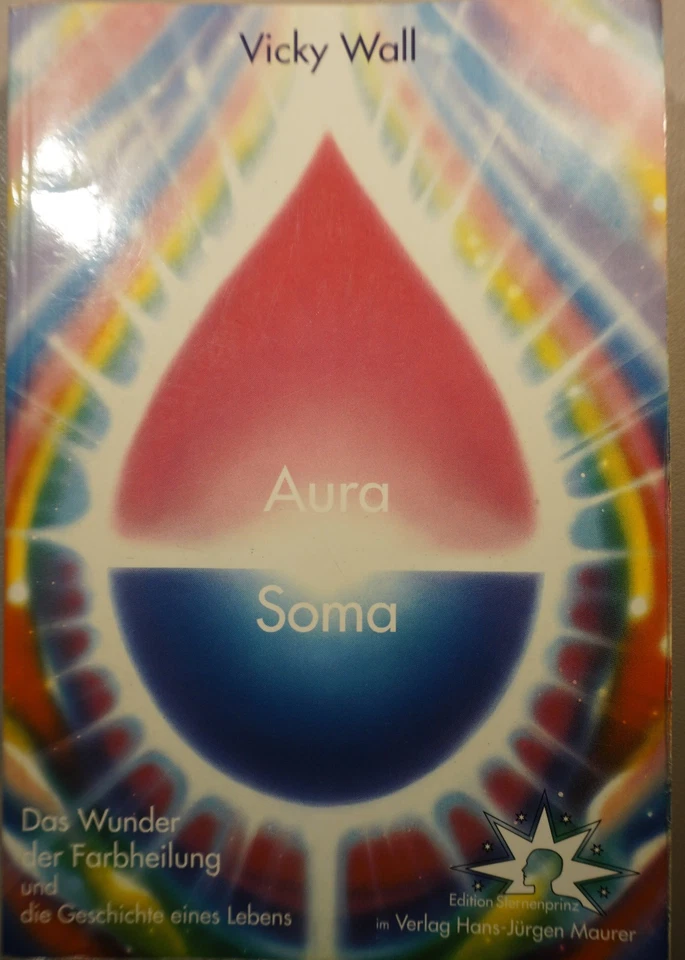 Vicky Wall
Aura
Soma
Das Wunder
der Farbheilung
und
die Geschichte eines Lebens
Edition Sternenprinz
im Verlag Hans-Jürgen Maurer